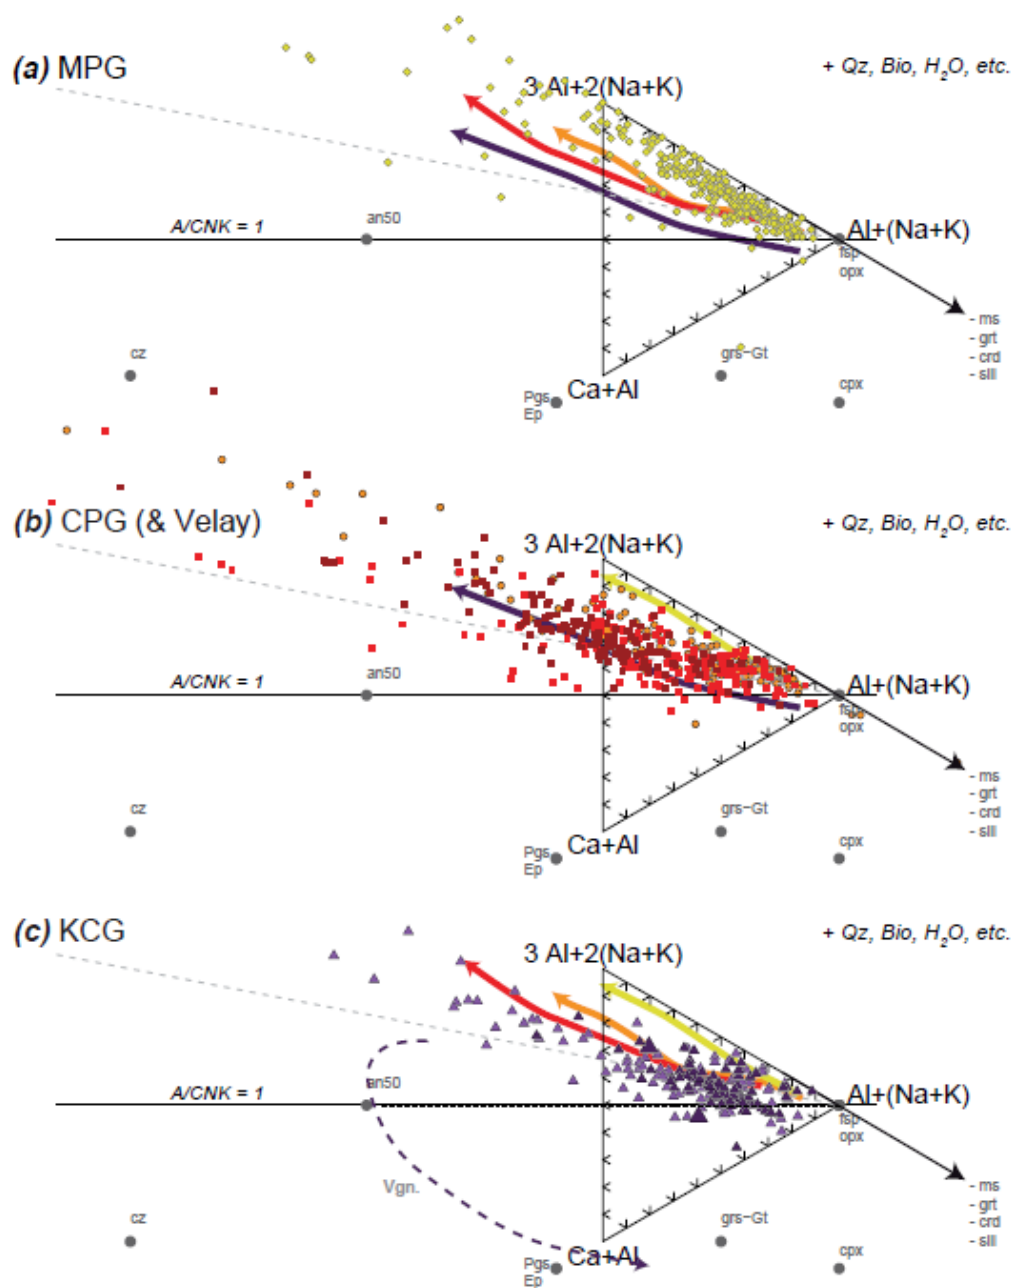 (a) MPG
+ Qz, Bio, H2O, etc.
3 Al+2(Na+K)
A/CNK = 1
an50
Al+(Na+K)
fsp
opx
- ms
- grt
- crd
- sill
cz
grs-Gt
Ca+Al
Pgs
Ep
cpx
(b) CPG (& Velay)
+ Qz, Bio, H2O, etc.
3 Al+2(Na+K)
A/CNK = 1
an50
Al+(Na+K)
fsp
opx
- ms
- grt
- crd
- sill
cz
grs-Gt
Ca+Al
Pgs
Ep
cpx
(c) KCG
+ Qz, Bio, H2O, etc.
3 Al+2(Na+K)
A/CNK = 1
an50
Al+(Na+K)
fsp
opx
Vgn.
- ms
- grt
- crd
- sill
cz
grs-Gt
Ca+Al
Pgs
Ep
cpx